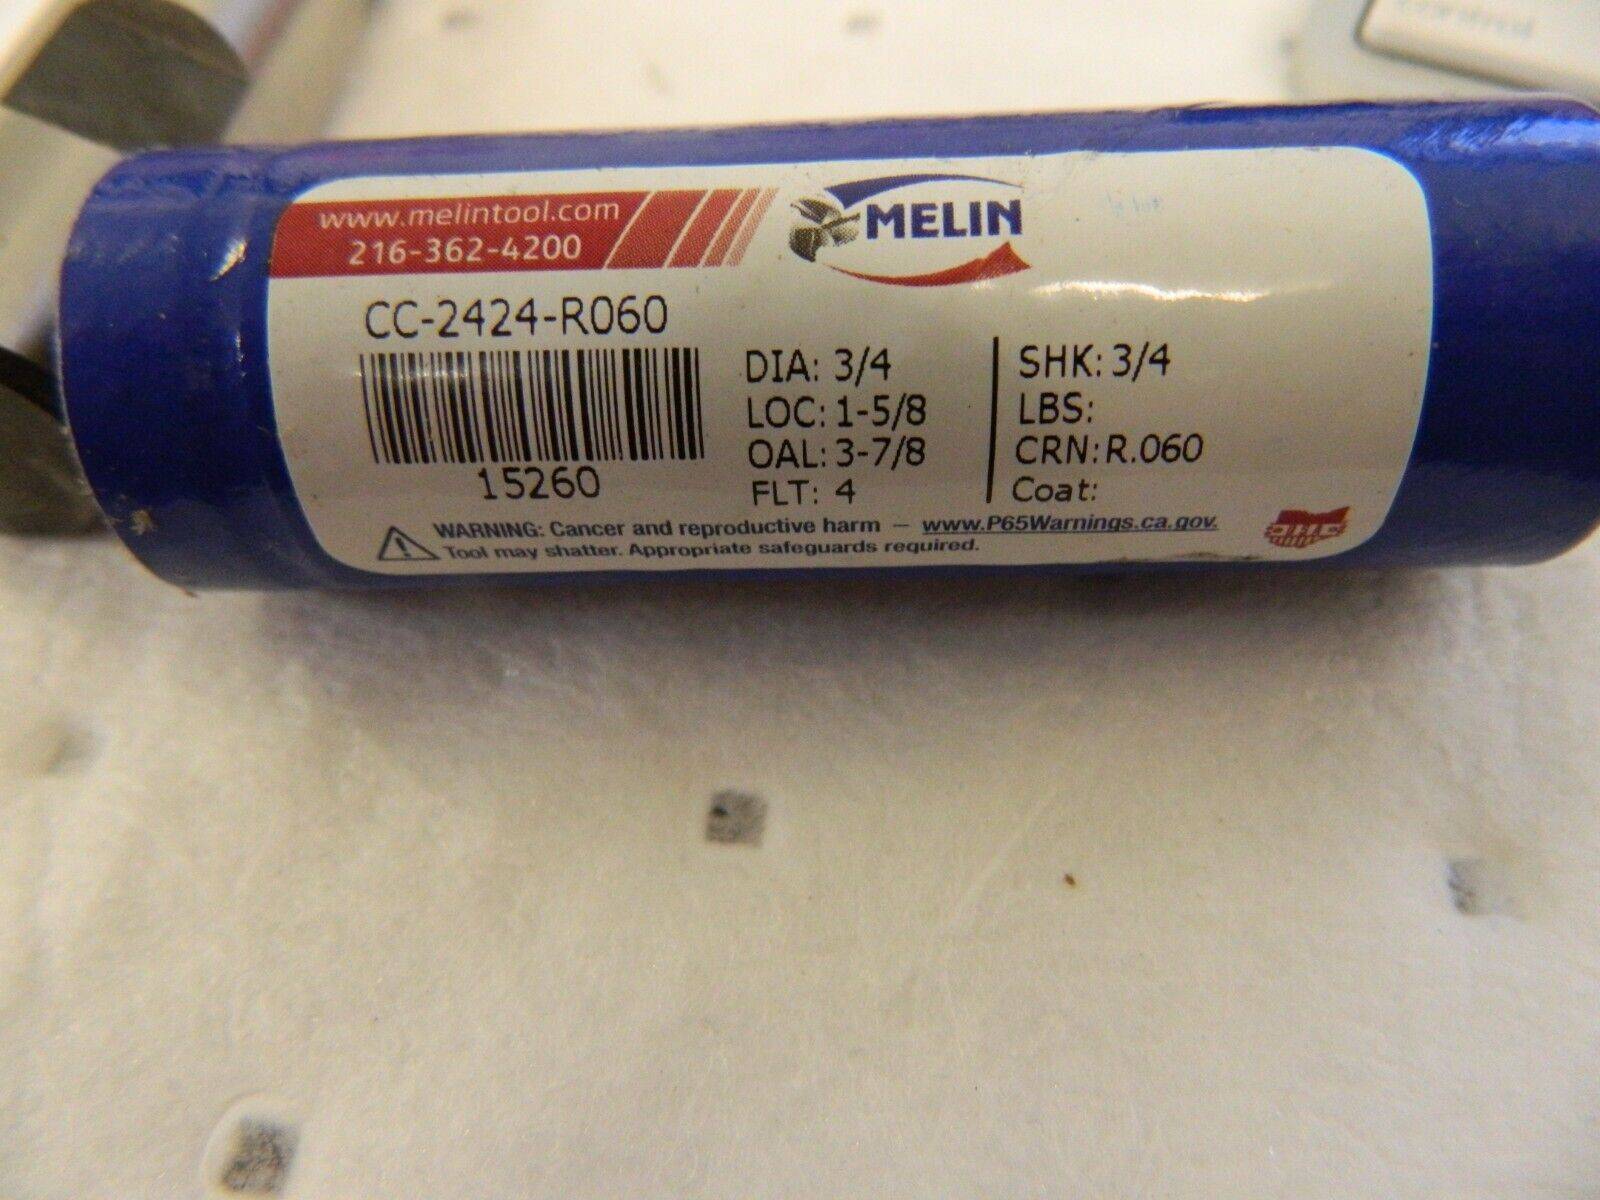 www.melintool.com
216-362-4200
MELIN
CC-2424-R060
15260
DIA: 3/4
LOC: 1-5/8
OAL: 3-7/8
FLT: 4
SHK: 3/4
LBS:
CRN: R.060
Coat:
WARNING: Cancer and reproductive harm – www.P65Warnings.ca.gov.
Tool may shatter. Appropriate safeguards required.
control